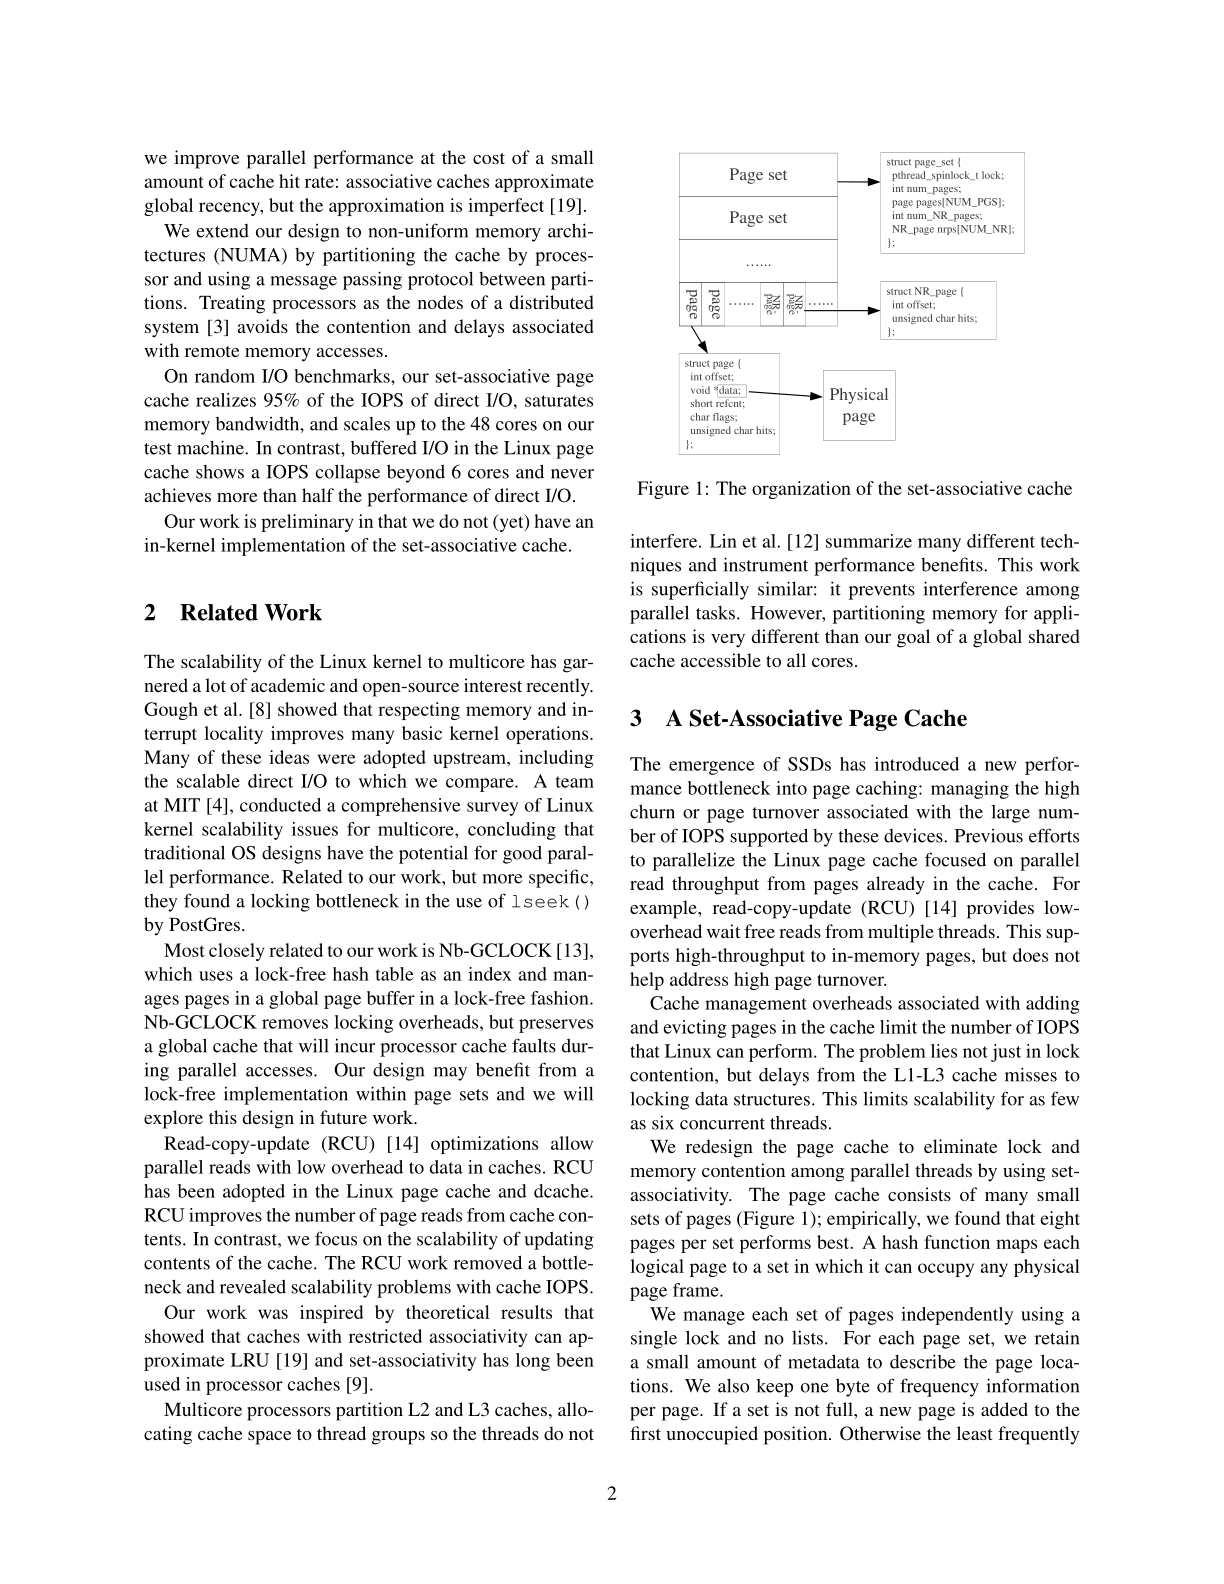 we improve parallel performance at the cost of a small
amount of cache hit rate: associative caches approximate
global recency, but the approximation is imperfect [19].
We extend our design to non-uniform memory archi-
tectures (NUMA) by partitioning the cache by proces-
sor and using a message passing protocol between parti-
tions. Treating processors as the nodes of a distributed
system [3] avoids the contention and delays associated
with remote memory accesses.
On random I/O benchmarks, our set-associative page
cache realizes 95% of the IOPS of direct I/O, saturates
memory bandwidth, and scales up to the 48 cores on our
test machine. In contrast, buffered I/O in the Linux page
cache shows a IOPS collapse beyond 6 cores and never
achieves more than half the performance of direct I/O.
Our work is preliminary in that we do not (yet) have an
in-kernel implementation of the set-associative cache.
2 Related Work
The scalability of the Linux kernel to multicore has gar-
nered a lot of academic and open-source interest recently.
Gough et al. [8] showed that respecting memory and in-
terrupt locality improves many basic kernel operations.
Many of these ideas were adopted upstream, including
the scalable direct I/O to which we compare. A team
at MIT [4], conducted a comprehensive survey of Linux
kernel scalability issues for multicore, concluding that
traditional OS designs have the potential for good paral-
lel performance. Related to our work, but more specific,
they found a locking bottleneck in the use of lseek()
by PostGres.
Most closely related to our work is Nb-GCLOCK [13],
which uses a lock-free hash table as an index and man-
ages pages in a global page buffer in a lock-free fashion.
Nb-GCLOCK removes locking overheads, but preserves
a global cache that will incur processor cache faults dur-
ing parallel accesses. Our design may benefit from a
lock-free implementation within page sets and we will
explore this design in future work.
Read-copy-update (RCU) [14] optimizations allow
parallel reads with low overhead to data in caches. RCU
has been adopted in the Linux page cache and dcache.
RCU improves the number of page reads from cache con-
tents. In contrast, we focus on the scalability of updating
contents of the cache. The RCU work removed a bottle-
neck and revealed scalability problems with cache IOPS.
Our work was inspired by theoretical results that
showed that caches with restricted associativity can ap-
proximate LRU [19] and set-associativity has long been
used in processor caches [9].
Multicore processors partition L2 and L3 caches, allo-
cating cache space to thread groups so the threads do not
Page set
Page set
......
page
page
......
NR-
page
NR-
page
......
struct page_set {
pthread_spinlock_t lock;
int num_pages;
page pages[NUM_PGS];
int num_NR_pages;
NR_page nrps[NUM_NR];
};
struct NR_page {
int offset;
unsigned char hits;
};
struct page {
int offset;
void *data;
short refcnt;
char flags;
unsigned char hits;
};
Physical
page
Figure 1: The organization of the set-associative cache
interfere. Lin et al. [12] summarize many different tech-
niques and instrument performance benefits. This work
is superficially similar: it prevents interference among
parallel tasks. However, partitioning memory for appli-
cations is very different than our goal of a global shared
cache accessible to all cores.
3 A Set-Associative Page Cache
The emergence of SSDs has introduced a new perfor-
mance bottleneck into page caching: managing the high
churn or page turnover associated with the large num-
ber of IOPS supported by these devices. Previous efforts
to parallelize the Linux page cache focused on parallel
read throughput from pages already in the cache. For
example, read-copy-update (RCU) [14] provides low-
overhead wait free reads from multiple threads. This sup-
ports high-throughput to in-memory pages, but does not
help address high page turnover.
Cache management overheads associated with adding
and evicting pages in the cache limit the number of IOPS
that Linux can perform. The problem lies not just in lock
contention, but delays from the L1-L3 cache misses to
locking data structures. This limits scalability for as few
as six concurrent threads.
We redesign the page cache to eliminate lock and
memory contention among parallel threads by using set-
associativity. The page cache consists of many small
sets of pages (Figure 1); empirically, we found that eight
pages per set performs best. A hash function maps each
logical page to a set in which it can occupy any physical
page frame.
We manage each set of pages independently using a
single lock and no lists. For each page set, we retain
a small amount of metadata to describe the page loca-
tions. We also keep one byte of frequency information
per page. If a set is not full, a new page is added to the
first unoccupied position. Otherwise the least frequently
2